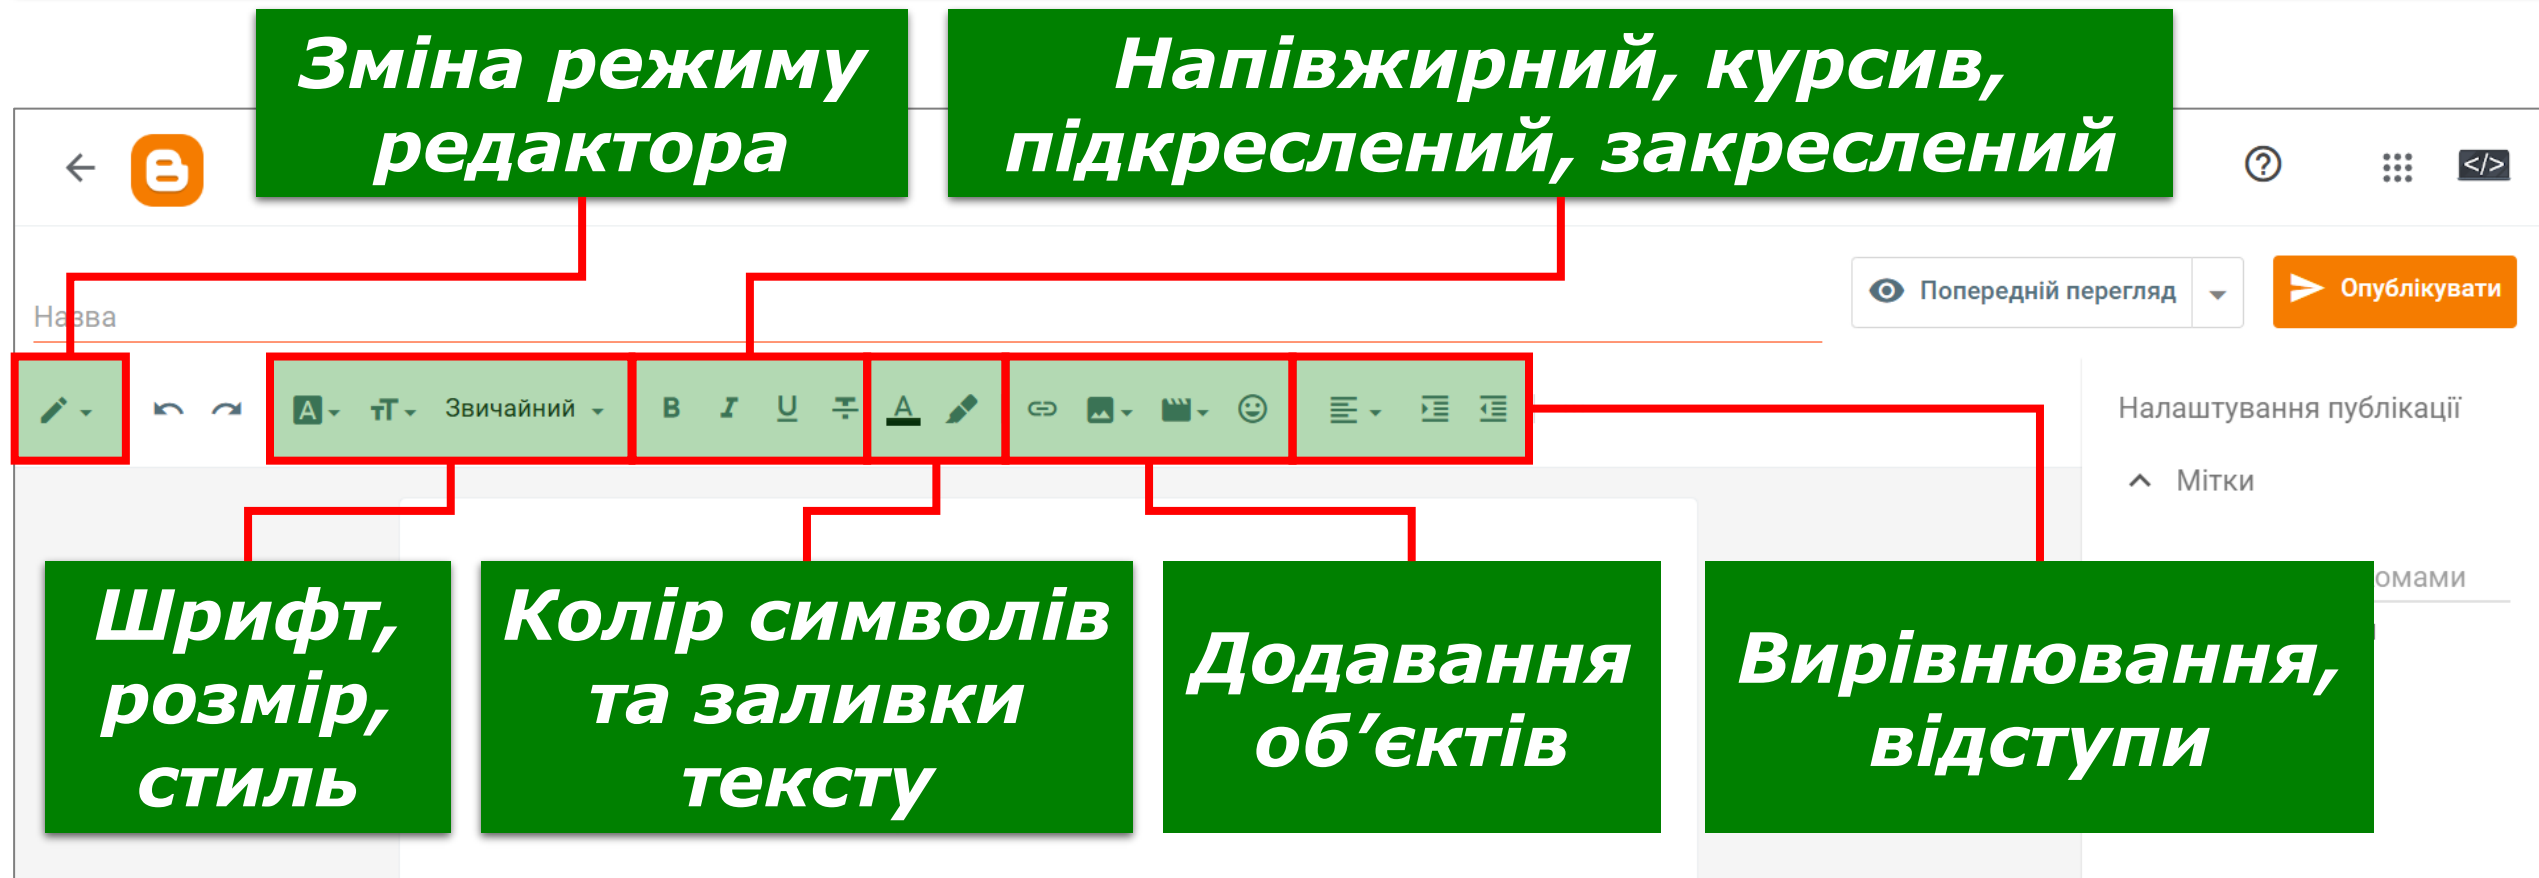 Зміна режиму
редактора
Напівжирний, курсив,
підкреслений, закреслений
</>
Назва
Попередній перегляд
Опублікувати
Звичайний
B I U T A
Налаштування публікації
Мітки
омами
Шрифт,
розмір,
стиль
Колір символів
та заливки
тексту
Додавання
об’єктів
Вирівнювання,
відступи